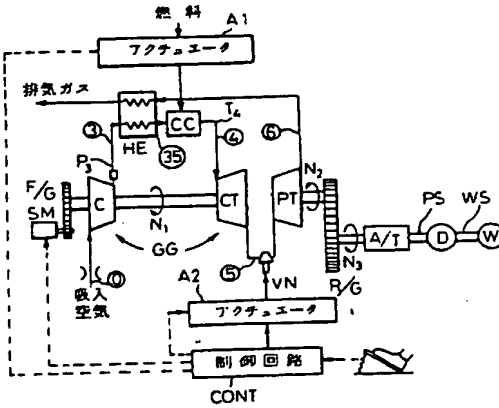 燃料
A1
アクチュエータ
排気ガス
T₄
③
CC
④
⑥
HE
㉟
P₃
F/G
SM
C
N₁
CT
PT
N₂
GG
PS
WS
A/T
D
W
N₃
R/G
⓪
吸入
空気
⑤
VN
A2
アクチュエータ
制御回路
CONT